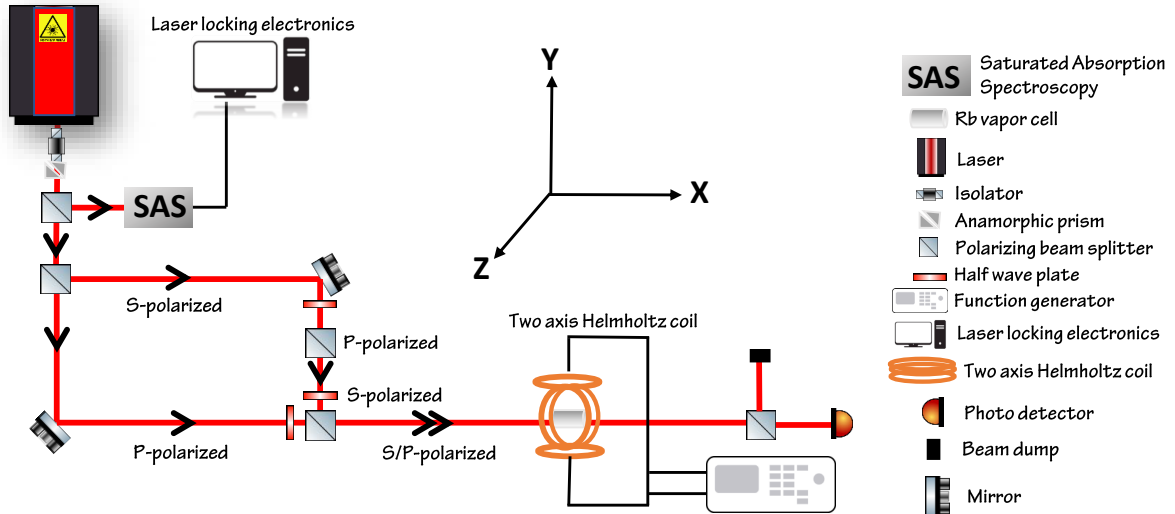 Laser locking electronics
SAS
Saturated Absorption
Spectroscopy
Rb vapor cell
Laser
Isolator
Anamorphic prism
Polarizing beam splitter
Half wave plate
Function generator
Laser locking electronics
Two axis Helmholtz coil
Photo detector
Beam dump
Mirror
Y
X
Z
SAS
S-polarized
P-polarized
S-polarized
P-polarized
S/P-polarized
Two axis Helmholtz coil